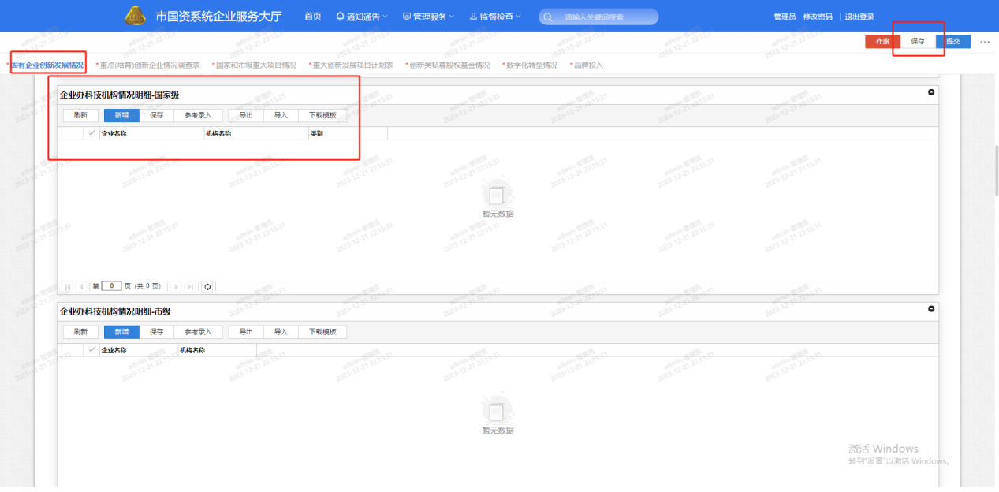 市国资系统企业服务大厅 首页 通知通告 管理服务 监督检查 请输入关键词搜索 管理员 修改密码 退出登录
作废 保存 提交 ...
*国有企业创新发展情况 *重点(培育)创新企业情况调查表 *国家和市级重大项目情况 *重大创新发展项目计划表 *创新类私募股权基金情况 *数字化转型情况 *品牌投入
企业办科技机构情况明细-国家级
刷新 新增 保存 参考录入 导出 导入 下载模板
企业名称 机构名称 类别
暂无数据
第 0 页 (共 0 页)
企业办科技机构情况明细-市级
刷新 新增 保存 参考录入 导出 导入 下载模板
企业名称 机构名称
暂无数据
激活 Windows
转到"设置"以激活 Windows。
admin-管理员
2023-12-21 22:15:31